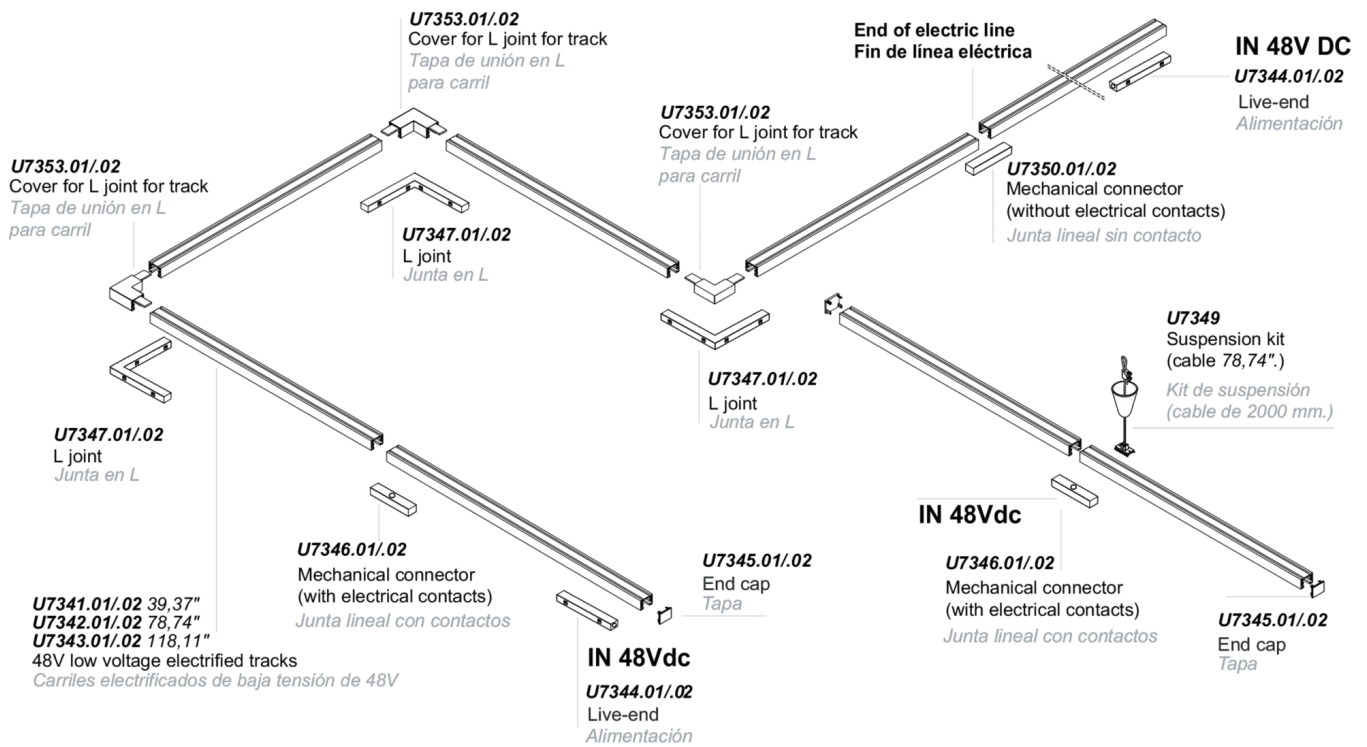 U7353.01/.02
Cover for L joint for track
Tapa de unión en L
para carril
End of electric line
Fin de línea eléctrica
IN 48V DC
U7344.01/.02
Live-end
Alimentación
U7353.01/.02
Cover for L joint for track
Tapa de unión en L
para carril
U7353.01/.02
Cover for L joint for track
Tapa de unión en L
para carril
U7350.01/.02
Mechanical connector
(without electrical contacts)
Junta lineal sin contacto
U7347.01/.02
L joint
Junta en L
U7349
Suspension kit
(cable 78,74".)
Kit de suspensión
(cable de 2000 mm.)
U7347.01/.02
L joint
Junta en L
U7347.01/.02
L joint
Junta en L
IN 48Vdc
U7346.01/.02
Mechanical connector
(with electrical contacts)
Junta lineal con contactos
U7345.01/.02
End cap
Tapa
U7346.01/.02
Mechanical connector
(with electrical contacts)
Junta lineal con contactos
U7345.01/.02
End cap
Tapa
U7341.01/.02 39,37"
U7342.01/.02 78,74"
U7343.01/.02 118,11"
48V low voltage electrified tracks
Carriles electrificados de baja tensión de 48V
IN 48Vdc
U7344.01/.02
Live-end
Alimentación